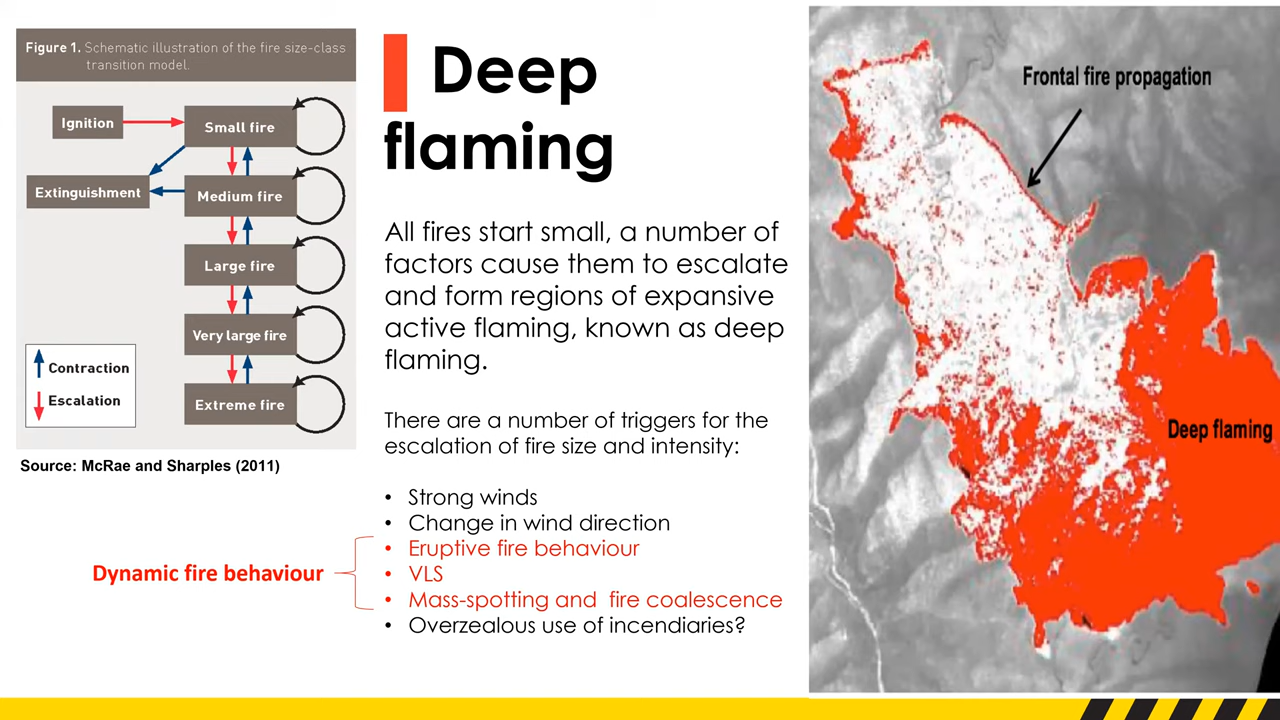 Figure 1. Schematic illustration of the fire size-class
transition model.
Ignition
Small fire
Extinguishment
Medium fire
Large fire
Very large fire
Extreme fire
Contraction
Escalation
Source: McRae and Sharples (2011)
Deep
flaming
All fires start small, a number of
factors cause them to escalate
and form regions of expansive
active flaming, known as deep
flaming.
There are a number of triggers for the
escalation of fire size and intensity:
• Strong winds
• Change in wind direction
• Eruptive fire behaviour
• VLS
• Mass-spotting and fire coalescence
• Overzealous use of incendiaries?
Dynamic fire behaviour
Frontal fire propagation
Deep flaming